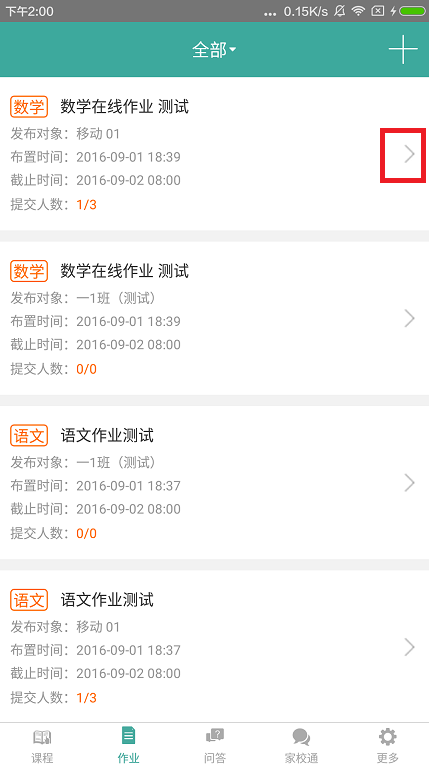 下午2:00
... 0.15K/s
全部
数学 数学在线作业 测试
发布对象：移动 01
布置时间：2016-09-01 18:39
截止时间：2016-09-02 08:00
提交人数：1/3
数学 数学在线作业 测试
发布对象：一1班（测试）
布置时间：2016-09-01 18:39
截止时间：2016-09-02 08:00
提交人数：0/0
语文 语文作业测试
发布对象：一1班（测试）
布置时间：2016-09-01 18:37
截止时间：2016-09-02 08:00
提交人数：0/0
语文 语文作业测试
发布对象：移动 01
布置时间：2016-09-01 18:37
截止时间：2016-09-02 08:00
提交人数：1/3
课程 作业 问答 家校通 更多